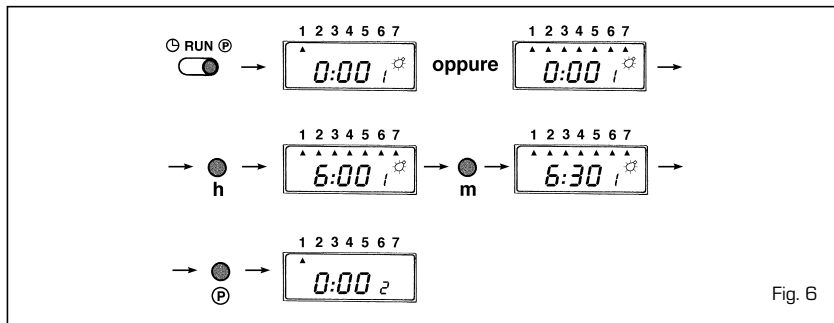 RUN P
1 2 3 4 5 6 7
0:00 1
oppure
1 2 3 4 5 6 7
0:00 1
h
1 2 3 4 5 6 7
6:00 1
m
1 2 3 4 5 6 7
6:30 1
P
1 2 3 4 5 6 7
0:00 2
Fig. 6